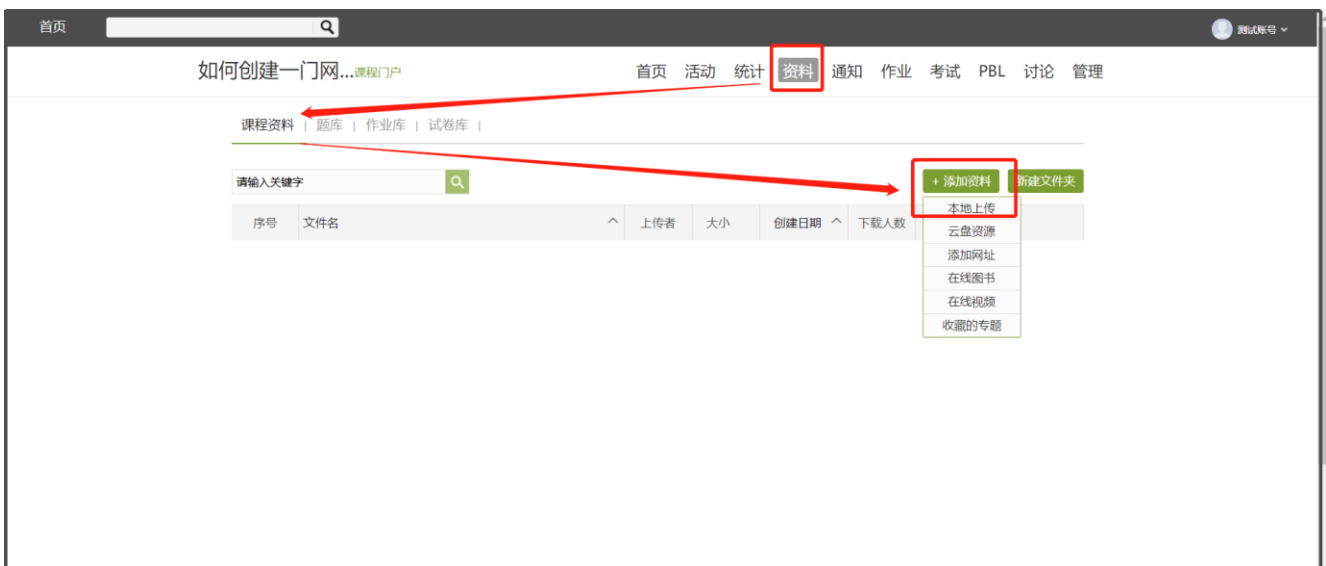 首页 测试账号
如何创建一门网...课程门户 首页 活动 统计 资料 通知 作业 考试 PBL 讨论 管理
课程资料 | 题库 | 作业库 | 试卷库 |
请输入关键字 + 添加资料 新建文件夹
序号 文件名 上传者 大小 创建日期 下载人数
本地上传
云盘资源
添加网址
在线图书
在线视频
收藏的专题